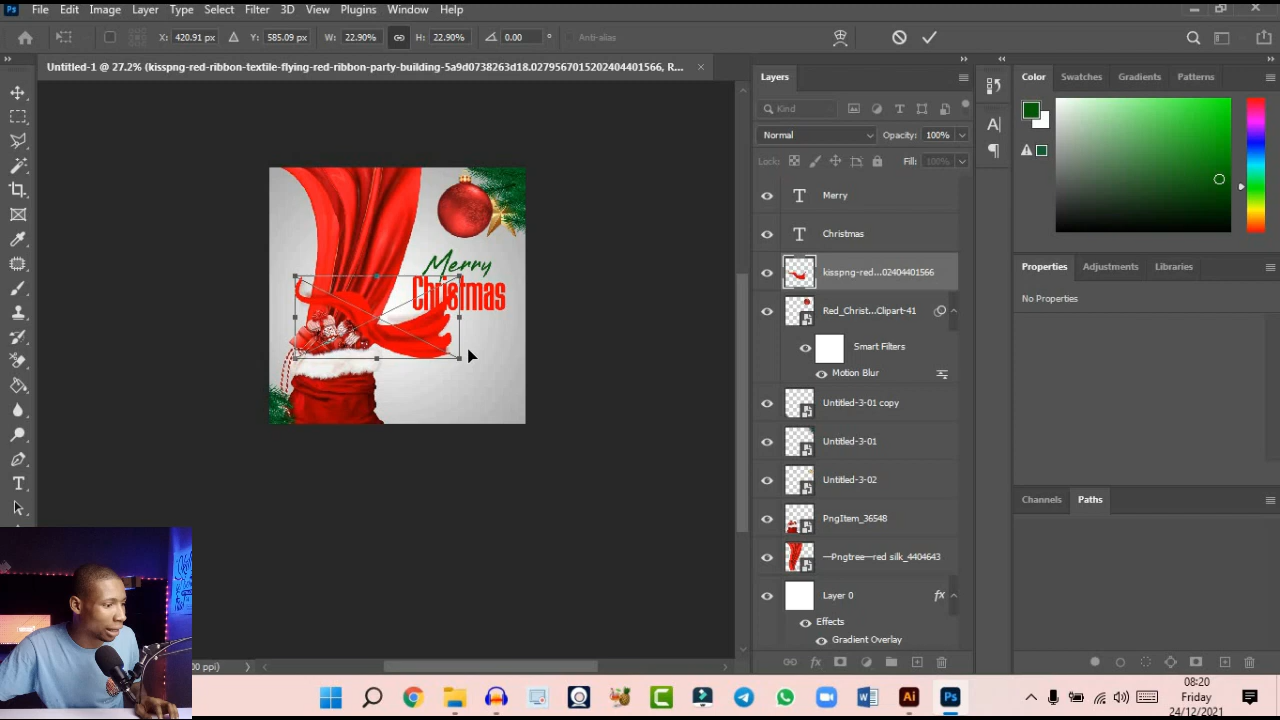 Ps File Edit Image Layer Type Select Filter 3D View Plugins Window Help
X: 420.91 px Y: 585.09 px W: 22.90% H: 22.90% 0.00 ° Anti-alias
Untitled-1 @ 27.2% (kisspng-red-ribbon-textile-flying-red-ribbon-party-building-5a9d0738263d18.0279567015202404401566, R...
Layers
Kind
Normal Opacity: 100%
Lock: Fill: 100%
Merry
Christmas
kisspng-red...02404401566
Red_Christ...Clipart-41
Smart Filters
Motion Blur
Untitled-3-01 copy
Untitled-3-01
Untitled-3-02
PngItem_36548
—Pngtree—red silk_4404643
Layer 0 fx
Effects
Gradient Overlay
Color Swatches Gradients Patterns
Properties Adjustments Libraries
No Properties
Channels Paths
Merry
Christmas
00 ppi)
fx
08:20
Friday
24/12/2021